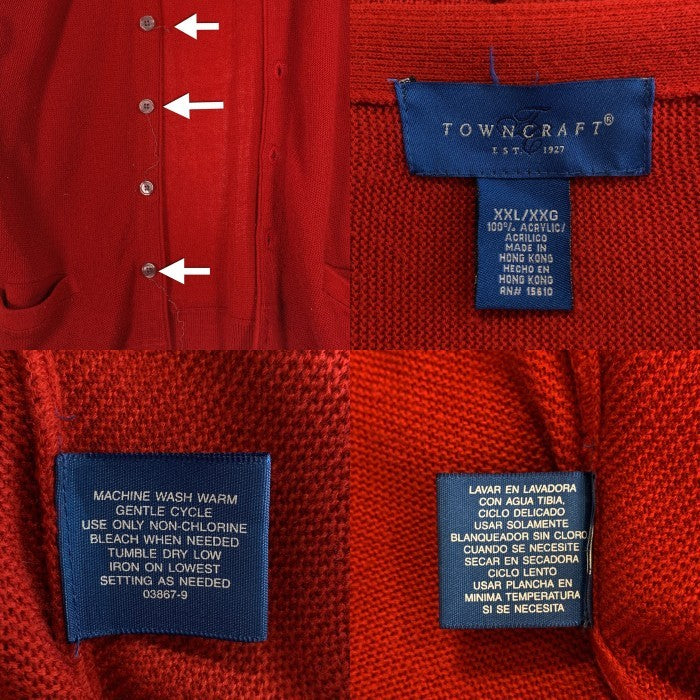 TOWNCRAFT®
EST. 1927
XXL/XXG
100% ACRYLIC/
ACRILICO
MADE IN
HONG KONG
HECHO EN
HONG KONG
RN# 15610
MACHINE WASH WARM
GENTLE CYCLE
USE ONLY NON-CHLORINE
BLEACH WHEN NEEDED
TUMBLE DRY LOW
IRON ON LOWEST
SETTING AS NEEDED
03867-9
LAVAR EN LAVADORA
CON AGUA TIBIA,
CICLO DELICADO
USAR SOLAMENTE
BLANQUEADOR SIN CLORO
CUANDO SE NECESITE
SECAR EN SECADORA
CICLO LENTO
USAR PLANCHA EN
MINIMA TEMPERATURA
SI SE NECESITA